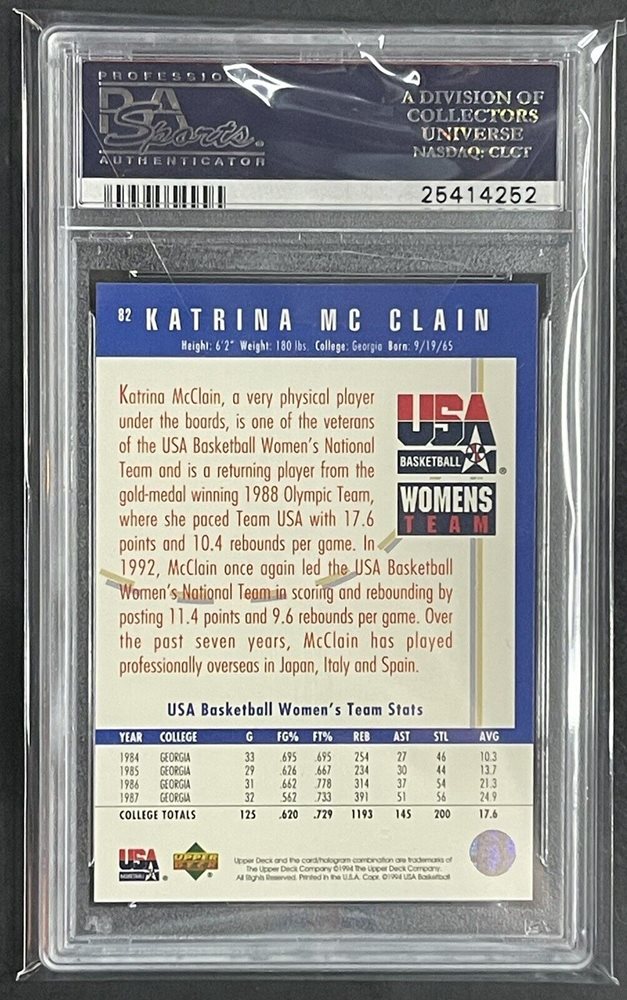 PROFESSIO
PSA
Sports
AUTHENTICATOR
A DIVISION OF
COLLECTORS
UNIVERSE
NASDAQ: CLCT
25414252
82 KATRINA MC CLAIN
Height: 6'2" Weight: 180 lbs. College: Georgia Born: 9/19/65
Katrina McClain, a very physical player
under the boards, is one of the veterans
of the USA Basketball Women's National
Team and is a returning player from the
gold-medal winning 1988 Olympic Team,
where she paced Team USA with 17.6
points and 10.4 rebounds per game. In
1992, McClain once again led the USA Basketball
Women's National Team in scoring and rebounding by
posting 11.4 points and 9.6 rebounds per game. Over
the past seven years, McClain has played
professionally overseas in Japan, Italy and Spain.
USA
BASKETBALL ®
WOMENS
TEAM
USA Basketball Women's Team Stats
YEAR COLLEGE G FG% FT% REB AST STL AVG
1984 GEORGIA 33 .695 .695 254 27 46 10.3
1985 GEORGIA 29 .626 .667 234 30 44 13.7
1986 GEORGIA 31 .662 .778 314 37 54 21.3
1987 GEORGIA 32 .562 .733 391 51 56 24.9
COLLEGE TOTALS 125 .620 .729 1193 145 200 17.6
USA
BASKETBALL
UPPER
DECK
Upper Deck and the card/hologram combination are trademarks of
The Upper Deck Company ©1994 The Upper Deck Company.
All Rights Reserved. Printed in the U.S.A. Copr. ©1994 USA Basketball